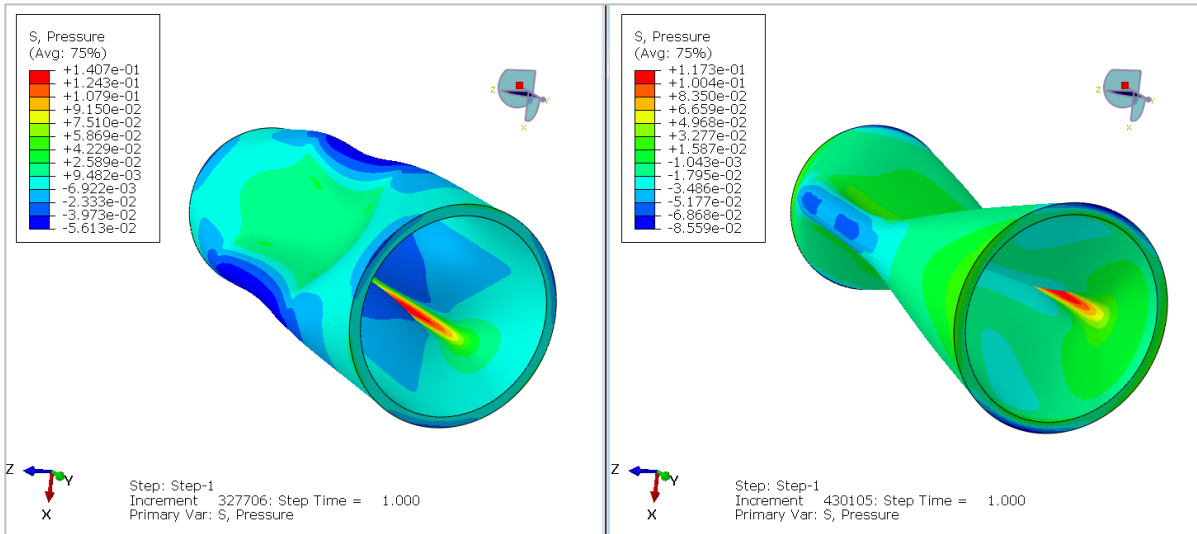 S, Pressure
(Avg: 75%)
+1.407e-01
+1.243e-01
+1.079e-01
+9.150e-02
+7.510e-02
+5.869e-02
+4.229e-02
+2.589e-02
+9.482e-03
-6.922e-03
-2.333e-02
-3.973e-02
-5.613e-02
Z
Y
X
Z
Y
X
Step: Step-1
Increment 327706: Step Time = 1.000
Primary Var: S, Pressure
S, Pressure
(Avg: 75%)
+1.173e-01
+1.004e-01
+8.350e-02
+6.659e-02
+4.968e-02
+3.277e-02
+1.587e-02
-1.043e-03
-1.795e-02
-3.486e-02
-5.177e-02
-6.868e-02
-8.559e-02
Z
Y
X
Z
Y
X
Step: Step-1
Increment 430105: Step Time = 1.000
Primary Var: S, Pressure